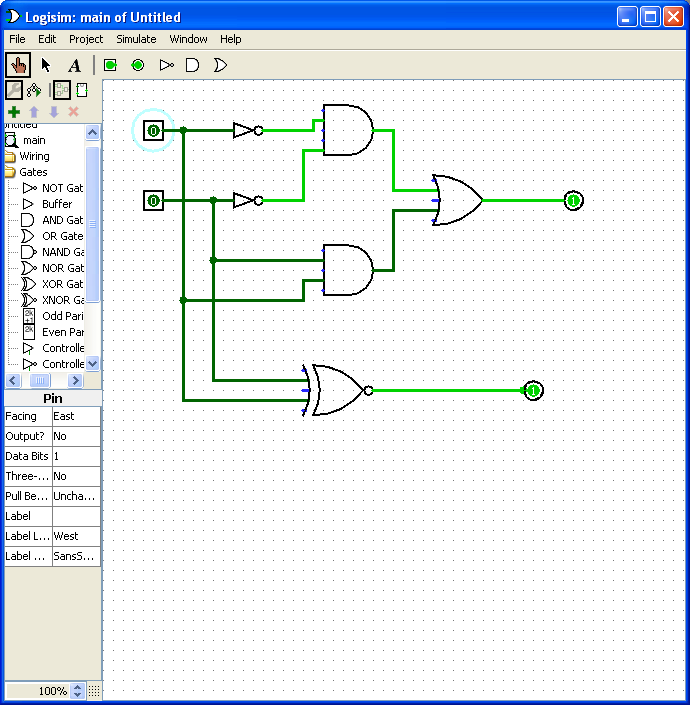 Logisim: main of Untitled
File Edit Project Simulate Window Help
A
main
Wiring
Gates
NOT Gat
Buffer
AND Gat
OR Gate
NAND Ga
NOR Gat
XOR Gat
XNOR Ga
Odd Pari
Even Par
Controlle
Controlle
Pin
Facing East
Output? No
Data Bits 1
Three-... No
Pull Be... Uncha...
Label
Label L... West
Label ... SansS...
100%
0
0
1
1